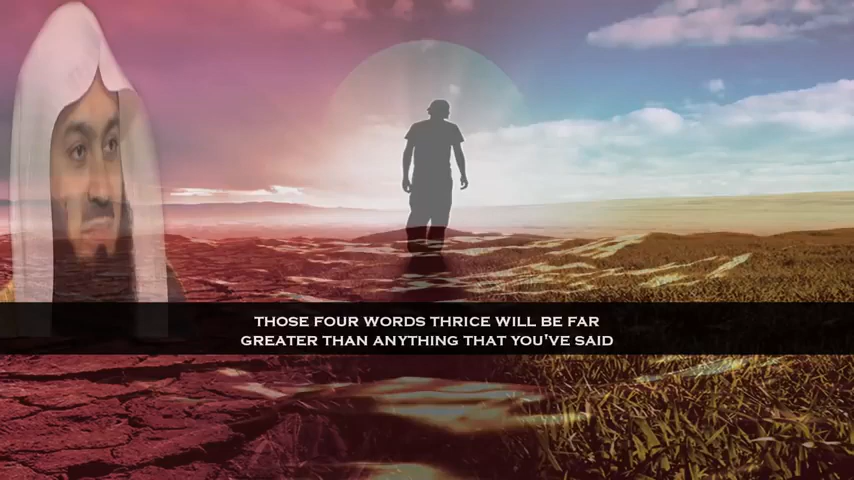 THOSE FOUR WORDS THRICE WILL BE FAR
GREATER THAN ANYTHING THAT YOU'VE SAID